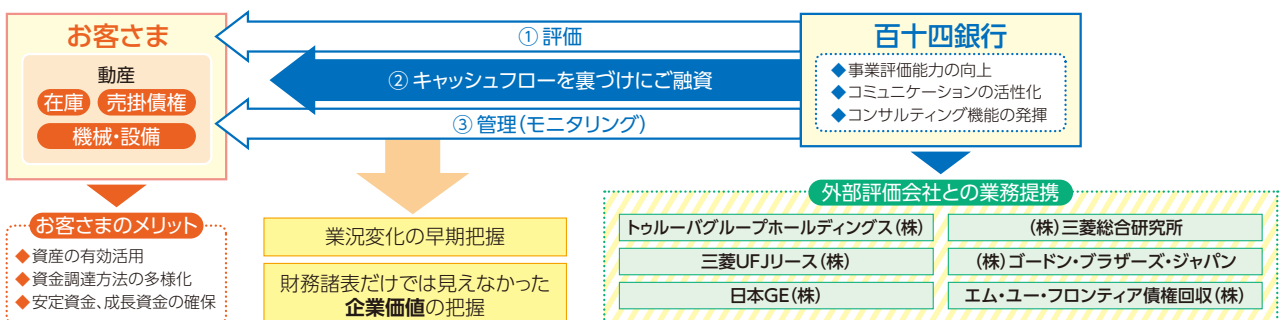 お客さま
動産
在庫 売掛債権
機械・設備
① 評価
② キャッシュフローを裏づけにご融資
③ 管理(モニタリング)
百十四銀行
◆事業評価能力の向上
◆コミュニケーションの活性化
◆コンサルティング機能の発揮
お客さまのメリット
◆資産の有効活用
◆資金調達方法の多様化
◆安定資金、成長資金の確保
業況変化の早期把握
財務諸表だけでは見えなかった
企業価値の把握
外部評価会社との業務提携
トゥルーバグループホールディングス(株) (株)三菱総合研究所
三菱UFJリース(株) (株)ゴードン・ブラザーズ・ジャパン
日本GE(株) エム・ユー・フロンティア債権回収(株)